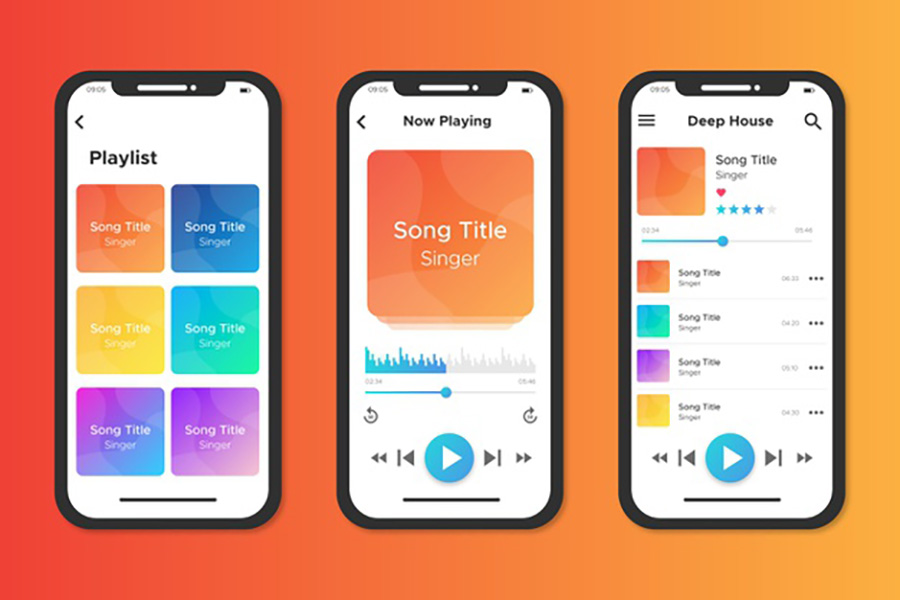 09:05
Playlist
Song Title
Singer
Song Title
Singer
Song Title
Singer
Song Title
Singer
Song Title
Singer
Song Title
Singer
09:05
Now Playing
Song Title
Singer
02:34
05:46
09:05
Deep House
Song Title
Singer
02:34
05:46
Song Title
Singer
06:33
Song Title
Singer
04:20
Song Title
Singer
05:10
Song Title
Singer
04:30